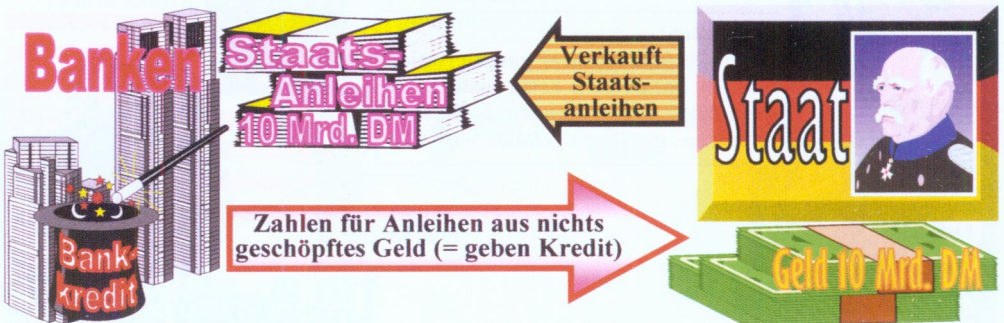 Banken
Staats-
Anleihen
10 Mrd. DM
Verkauft
Staats-
anleihen
Staat
Zahlen für Anleihen aus nichts
geschöpftes Geld (= geben Kredit)
Bank-
kredit
Geld 10 Mrd. DM